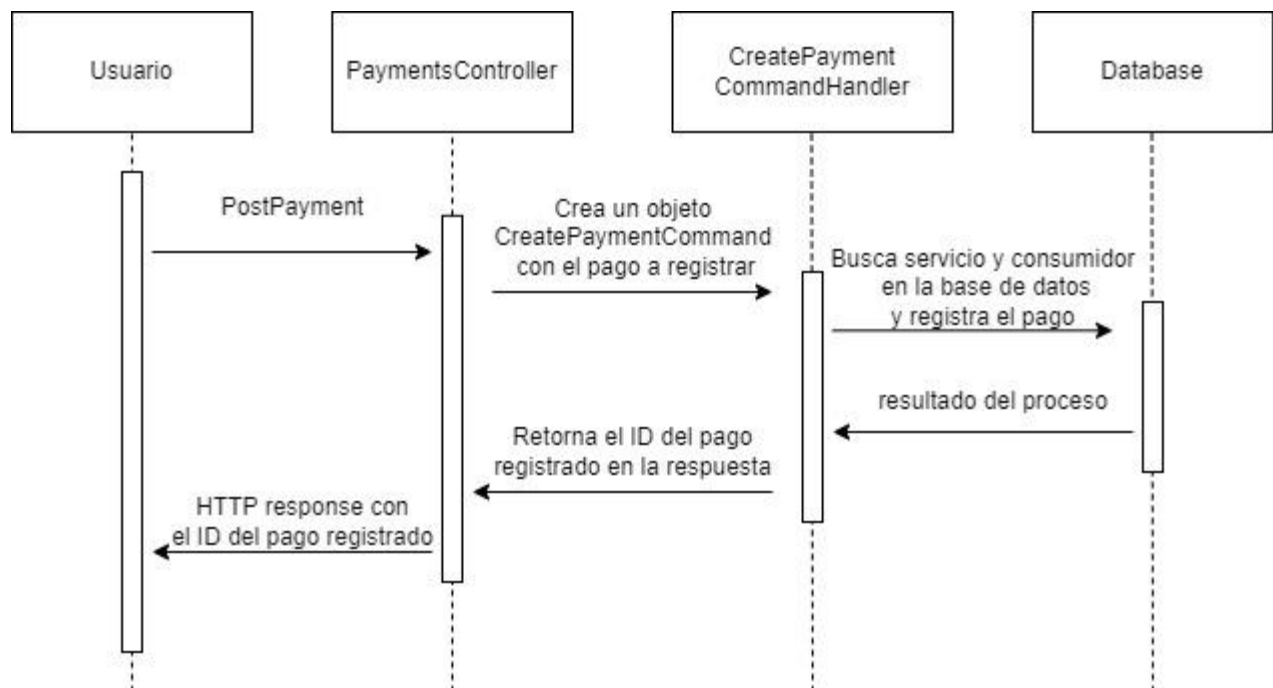 Usuario
PaymentsController
CreatePayment
CommandHandler
Database
PostPayment
Crea un objeto
CreatePaymentCommand
con el pago a registrar
Busca servicio y consumidor
en la base de datos
y registra el pago
resultado del proceso
Retorna el ID del pago
registrado en la respuesta
HTTP response con
el ID del pago registrado